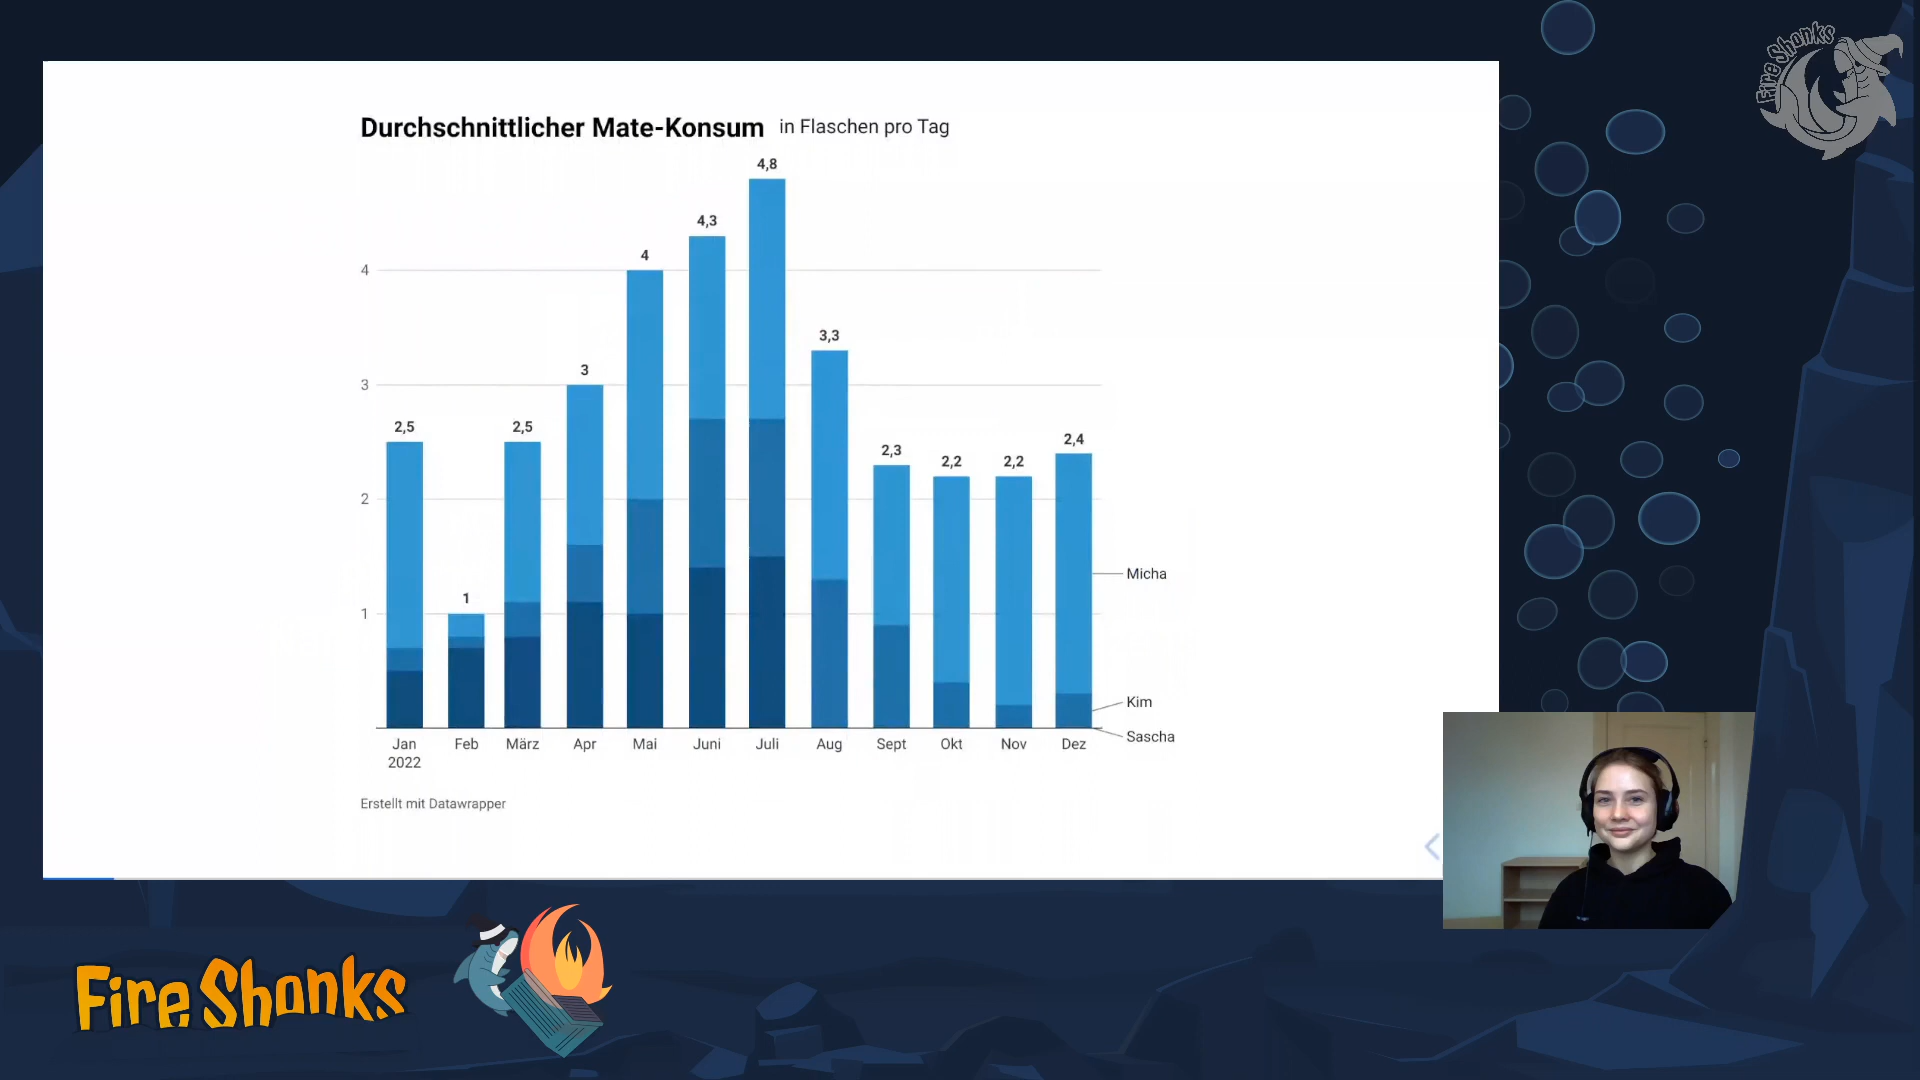 Fire Shonks
Durchschnittlicher Mate-Konsum in Flaschen pro Tag
4,8
4,3
4
4
3,3
3
3
2,5
2,5
2,4
2,3
2,2
2,2
2
1
1
Micha
Kim
Sascha
Jan Feb März Apr Mai Juni Juli Aug Sept Okt Nov Dez
2022
Erstellt mit Datawrapper
Fire Shonks